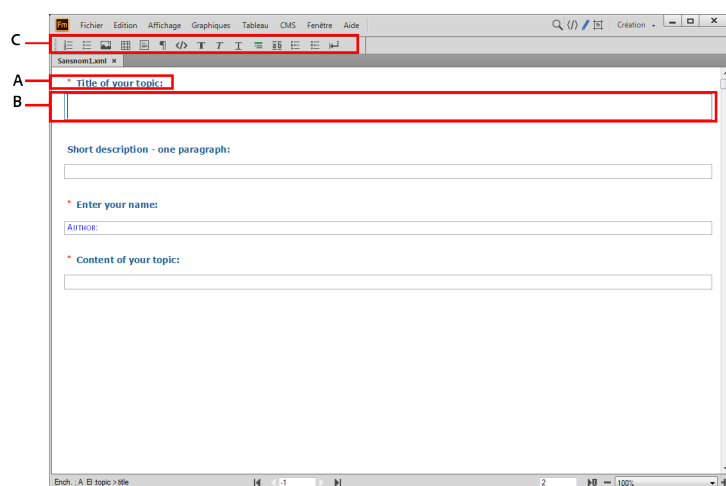 Fm Fichier Edition Affichage Graphiques Tableau CMS Fenêtre Aide Création
C
Sansnom1.xml ×
A * Title of your topic:
B
Short description - one paragraph:
* Enter your name:
AUTHOR:
* Content of your topic:
Ench. : A El topic > title -1 2 100%